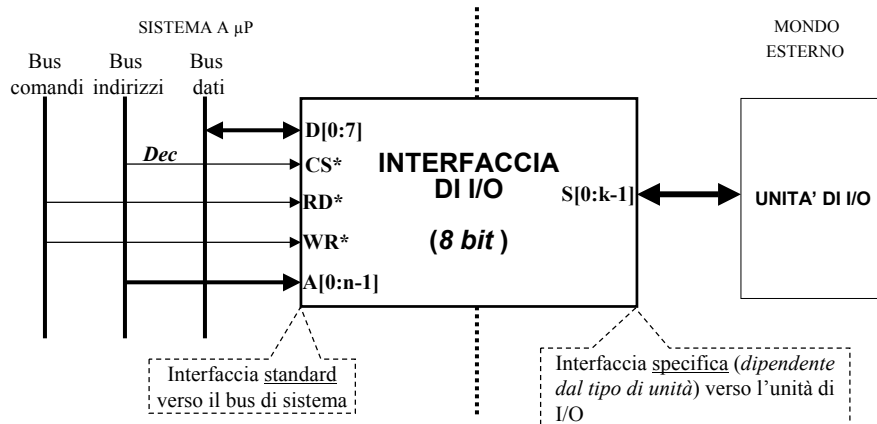 SISTEMA A µP
MONDO
ESTERNO
Bus
comandi
Bus
indirizzi
Bus
dati
D[0:7]
Dec
CS*
RD*
WR*
A[0:n-1]
INTERFACCIA
DI I/O
(8 bit )
S[0:k-1]
UNITA' DI I/O
Interfaccia standard
verso il bus di sistema
Interfaccia specifica (dipendente
dal tipo di unità) verso l'unità di
I/O